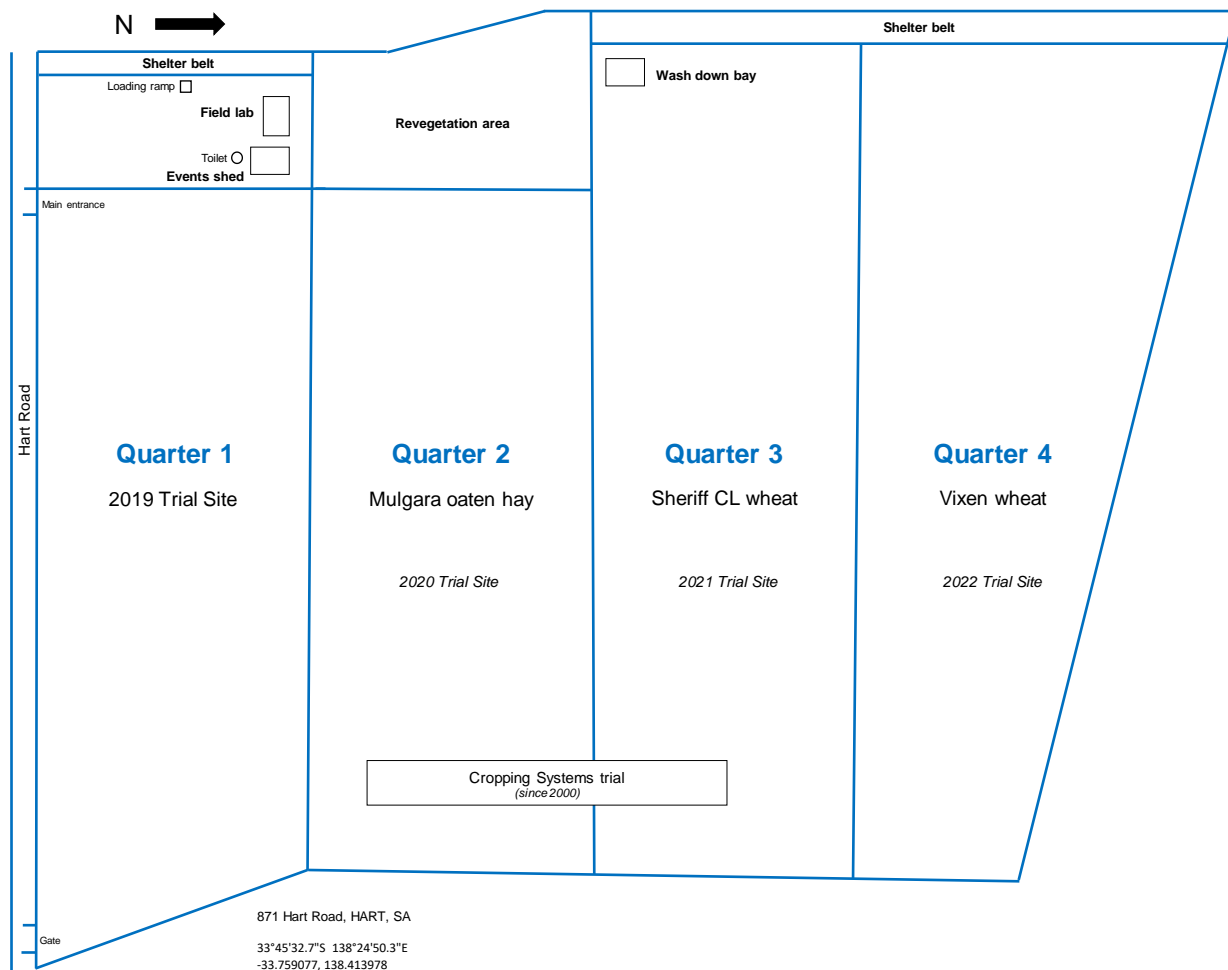 N
Shelter belt
Shelter belt
Loading ramp
Wash down bay
Field lab
Revegetation area
Toilet
Events shed
Main entrance
Hart Road
Quarter 1
2019 Trial Site
Quarter 2
Mulgara oaten hay
2020 Trial Site
Quarter 3
Sheriff CL wheat
2021 Trial Site
Quarter 4
Vixen wheat
2022 Trial Site
Cropping Systems trial
(since 2000)
Gate
871 Hart Road, HART, SA
33°45'32.7"S 138°24'50.3"E
-33.759077, 138.413978